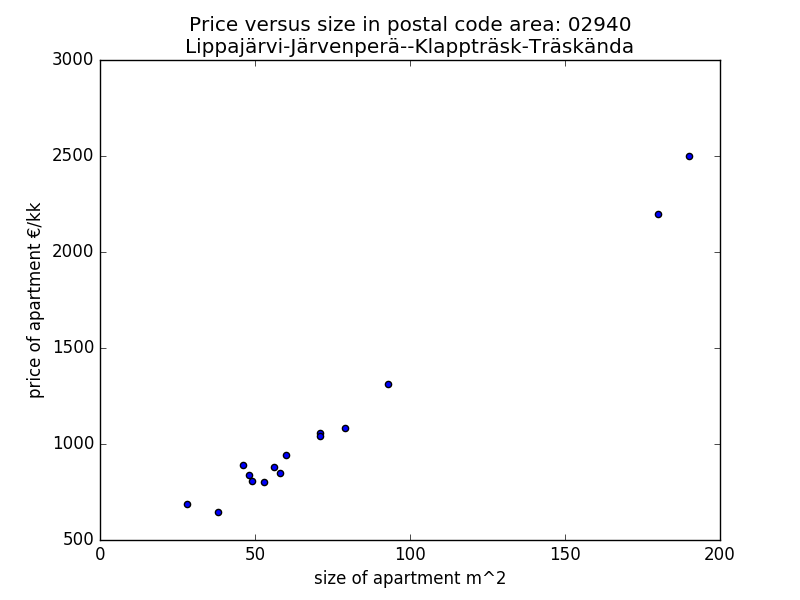 Price versus size in postal code area: 02940
Lippajärvi-Järvenperä--Klappträsk-Träskända
3000
2500
2000
1500
1000
500
price of apartment €/kk
0
50
100
150
200
size of apartment m^2